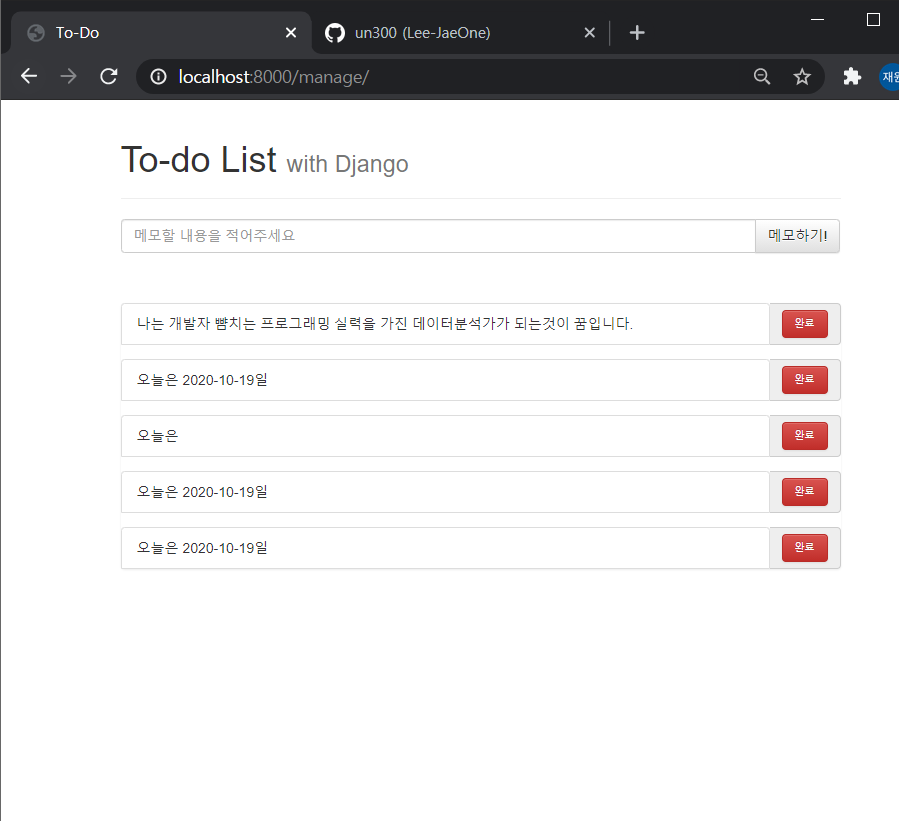 To-Do
un300 (Lee-JaeOne)
localhost:8000/manage/
재원
To-do List with Django
메모할 내용을 적어주세요
메모하기!
나는 개발자 뺨치는 프로그래밍 실력을 가진 데이터분석가가 되는것이 꿈입니다.
완료
오늘은 2020-10-19일
완료
오늘은
완료
오늘은 2020-10-19일
완료
오늘은 2020-10-19일
완료